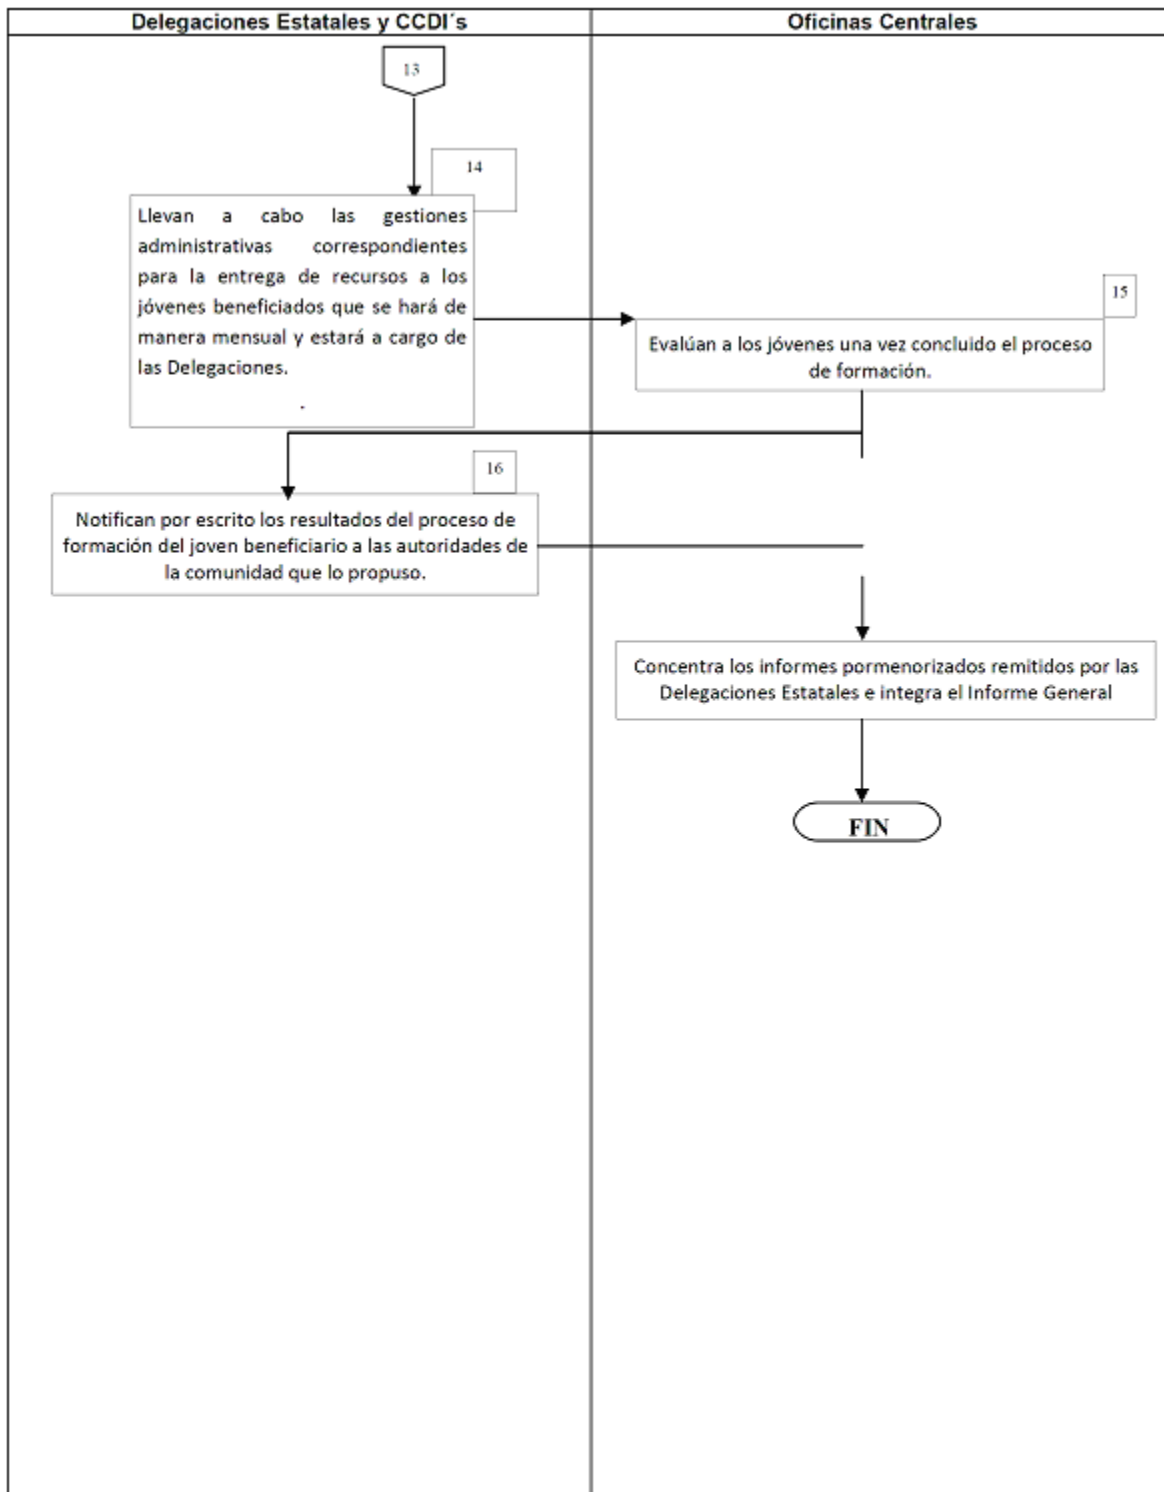 Delegaciones Estatales y CCDI´s
Oficinas Centrales
13
14
Llevan a cabo las gestiones
administrativas correspondientes
para la entrega de recursos a los
jóvenes beneficiados que se hará de
manera mensual y estará a cargo de
las Delegaciones.
.
15
Evalúan a los jóvenes una vez concluido el proceso
de formación.
16
Notifican por escrito los resultados del proceso de
formación del joven beneficiario a las autoridades de
la comunidad que lo propuso.
Concentra los informes pormenorizados remitidos por las
Delegaciones Estatales e integra el Informe General
FIN